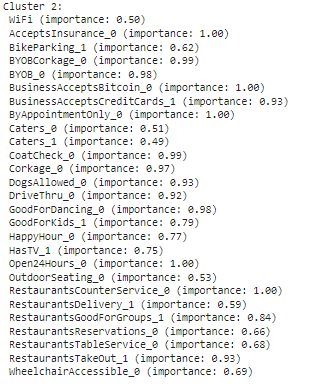 Cluster 2:
WiFi (importance: 0.50)
AcceptsInsurance_0 (importance: 1.00)
BikeParking_1 (importance: 0.62)
BYOBCorkage_0 (importance: 0.99)
BYOB_0 (importance: 0.98)
BusinessAcceptsBitcoin_0 (importance: 1.00)
BusinessAcceptsCreditCards_1 (importance: 0.93)
ByAppointmentOnly_0 (importance: 1.00)
Caters_0 (importance: 0.51)
Caters_1 (importance: 0.49)
CoatCheck_0 (importance: 0.99)
Corkage_0 (importance: 0.97)
DogsAllowed_0 (importance: 0.93)
DriveThru_0 (importance: 0.92)
GoodForDancing_0 (importance: 0.98)
GoodForKids_1 (importance: 0.79)
HappyHour_0 (importance: 0.77)
HasTV_1 (importance: 0.75)
Open24Hours_0 (importance: 1.00)
OutdoorSeating_0 (importance: 0.53)
RestaurantsCounterService_0 (importance: 1.00)
RestaurantsDelivery_1 (importance: 0.59)
RestaurantsGoodForGroups_1 (importance: 0.84)
RestaurantsReservations_0 (importance: 0.66)
RestaurantsTableService_0 (importance: 0.68)
RestaurantsTakeOut_1 (importance: 0.93)
WheelchairAccessible_0 (importance: 0.69)